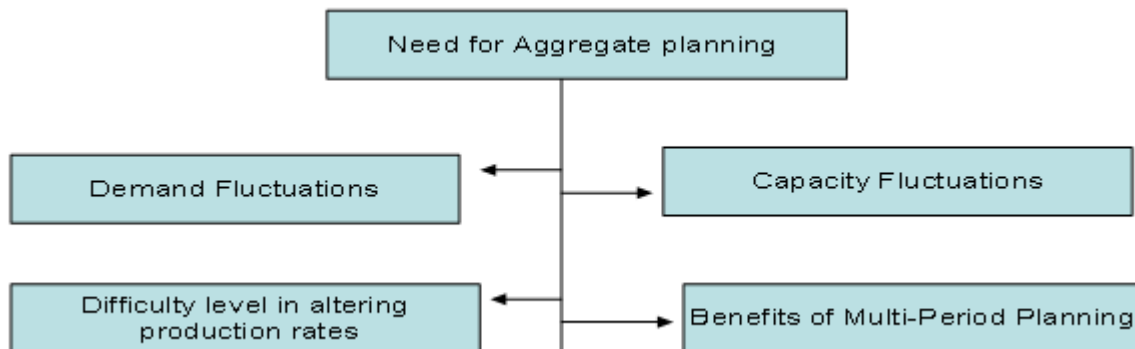 Need for Aggregate planning
Demand Fluctuations
Capacity Fluctuations
Difficulty level in altering
production rates
Benefits of Multi-Period Planning